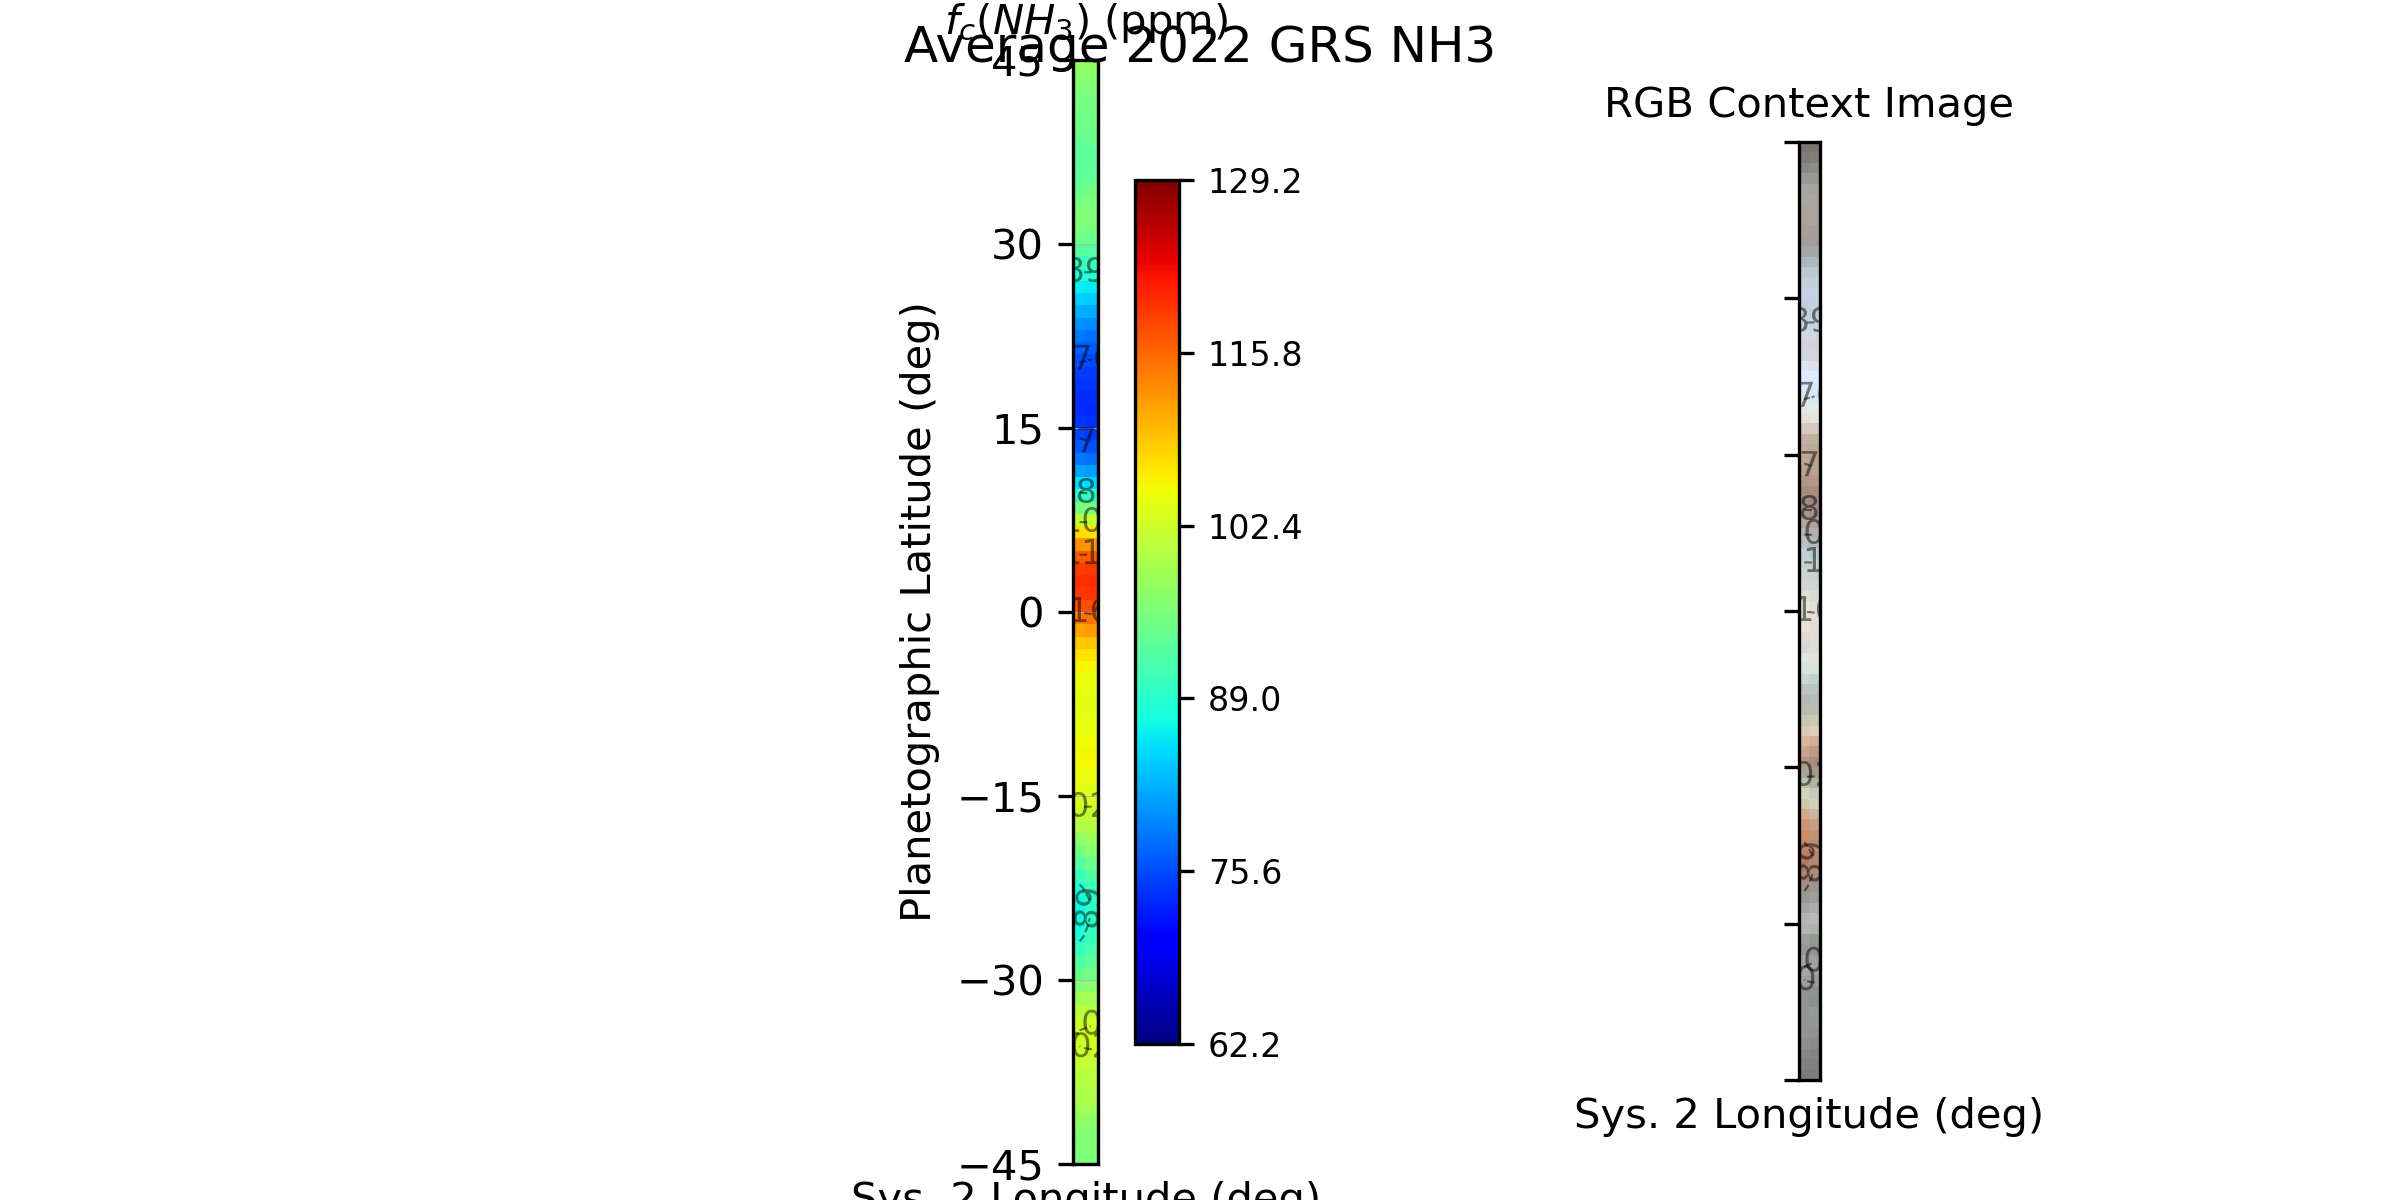 f_c(NH_3) (ppm)
Average 2022 GRS NH3
RGB Context Image
45
30
15
0
−15
−30
−45
Planetographic Latitude (deg)
129.2
115.8
102.4
89.0
75.6
62.2
Sys. 2 Longitude (deg)
Sys. 2 Longitude (deg)